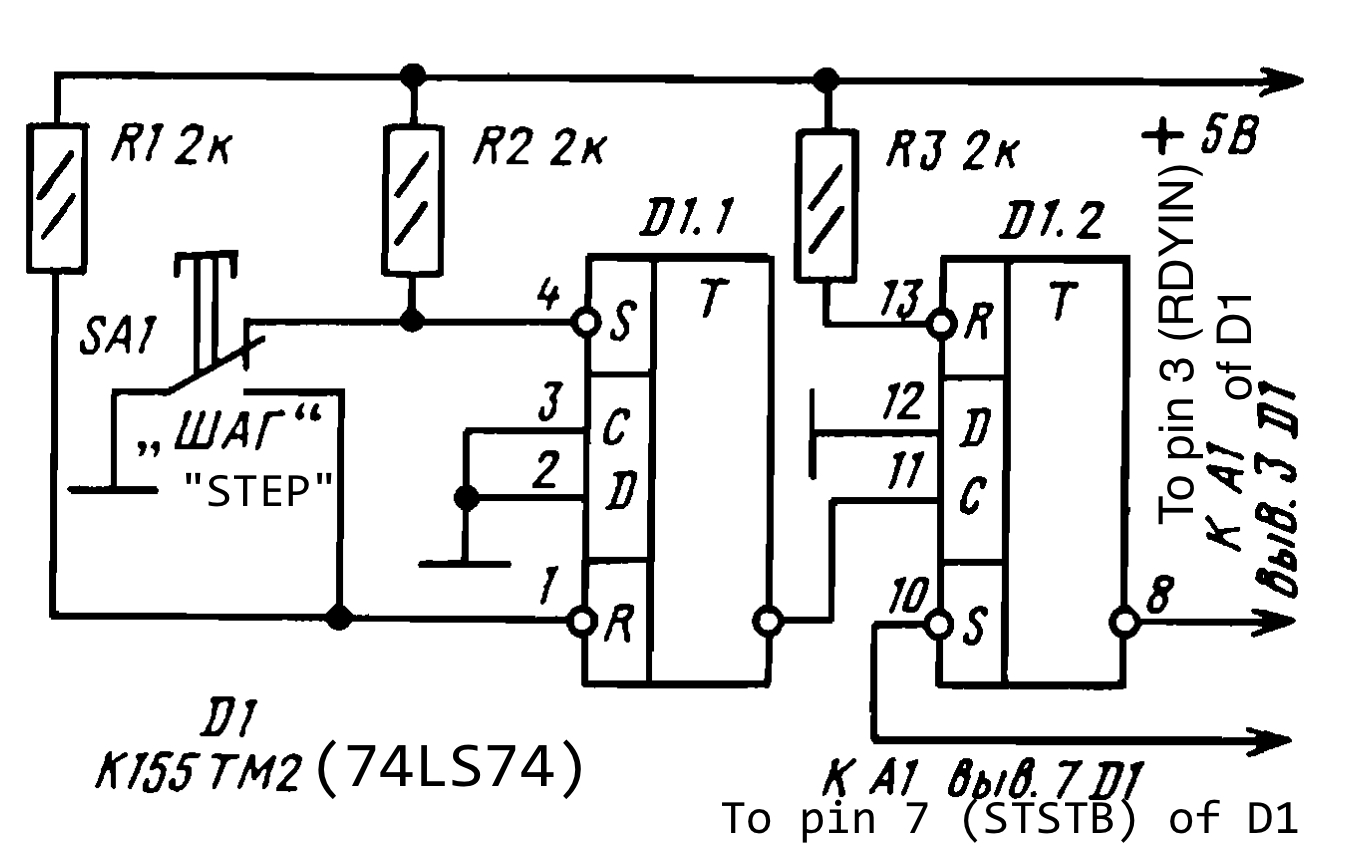 R1 2к
R2 2к
R3 2к
+ 5В
D1.1
D1.2
SA1
„ШАГ“
"STEP"
4
S
T
3
C
2
D
1
R
13
R
T
12
D
11
C
10
S
8
To pin 3 (RDYIN)
of D1
К А1
выв. 3 D1
D1
К155ТМ2 (74LS74)
К А1 выв. 7 D1
To pin 7 (STSTB) of D1